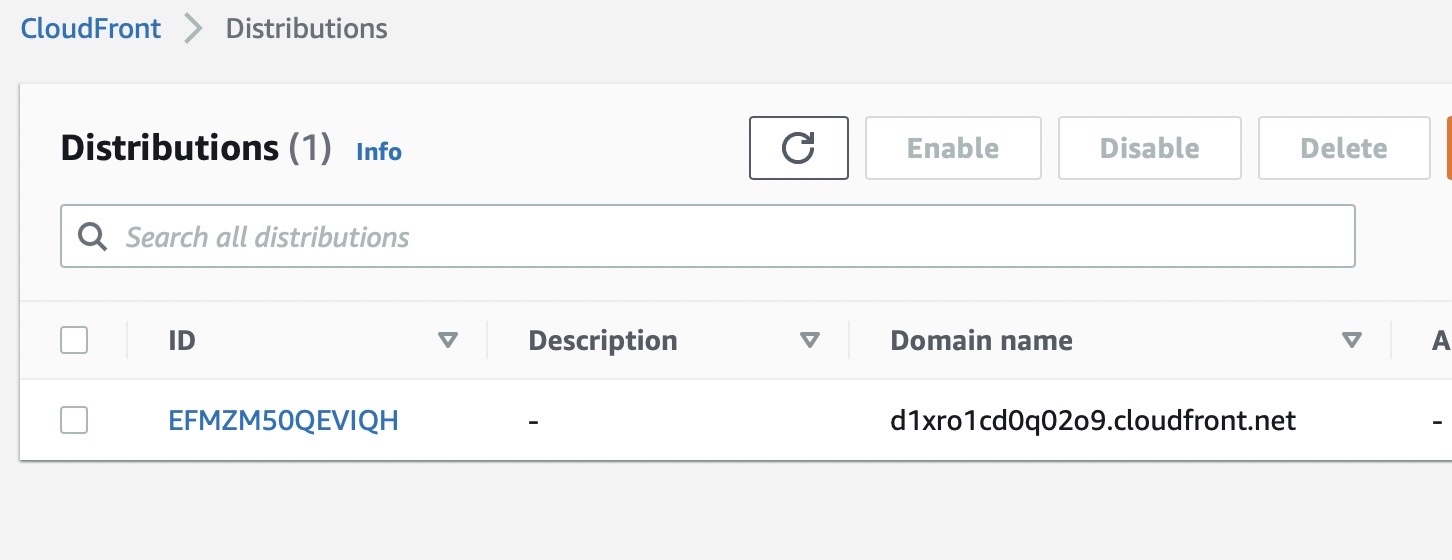 CloudFront Distributions
Distributions (1) Info Enable Disable Delete
Search all distributions
ID Description Domain name A
EFMZM50QEVIQH - d1xro1cd0q02o9.cloudfront.net -